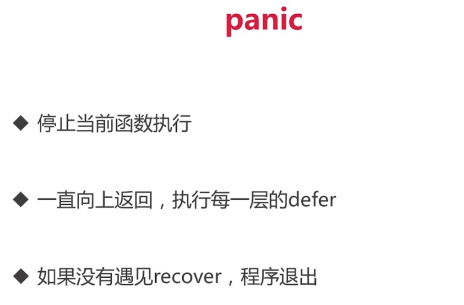 panic
◆ 停止当前函数执行
◆ 一直向上返回，执行每一层的defer
◆ 如果没有遇见recover，程序退出